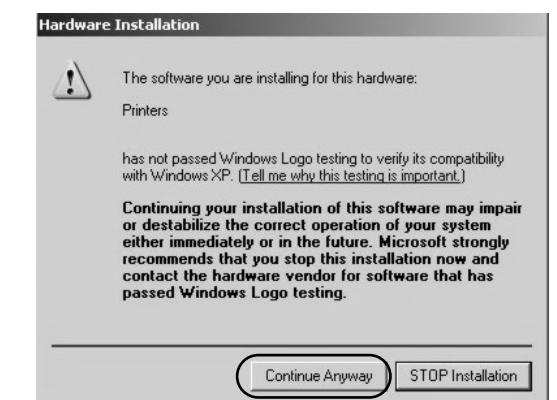 Hardware Installation
The software you are installing for this hardware:
Printers
has not passed Windows Logo testing to verify its compatibility
with Windows XP. (Tell me why this testing is important.)
Continuing your installation of this software may impair
or destabilize the correct operation of your system
either immediately or in the future. Microsoft strongly
recommends that you stop this installation now and
contact the hardware vendor for software that has
passed Windows Logo testing.
Continue Anyway STOP Installation